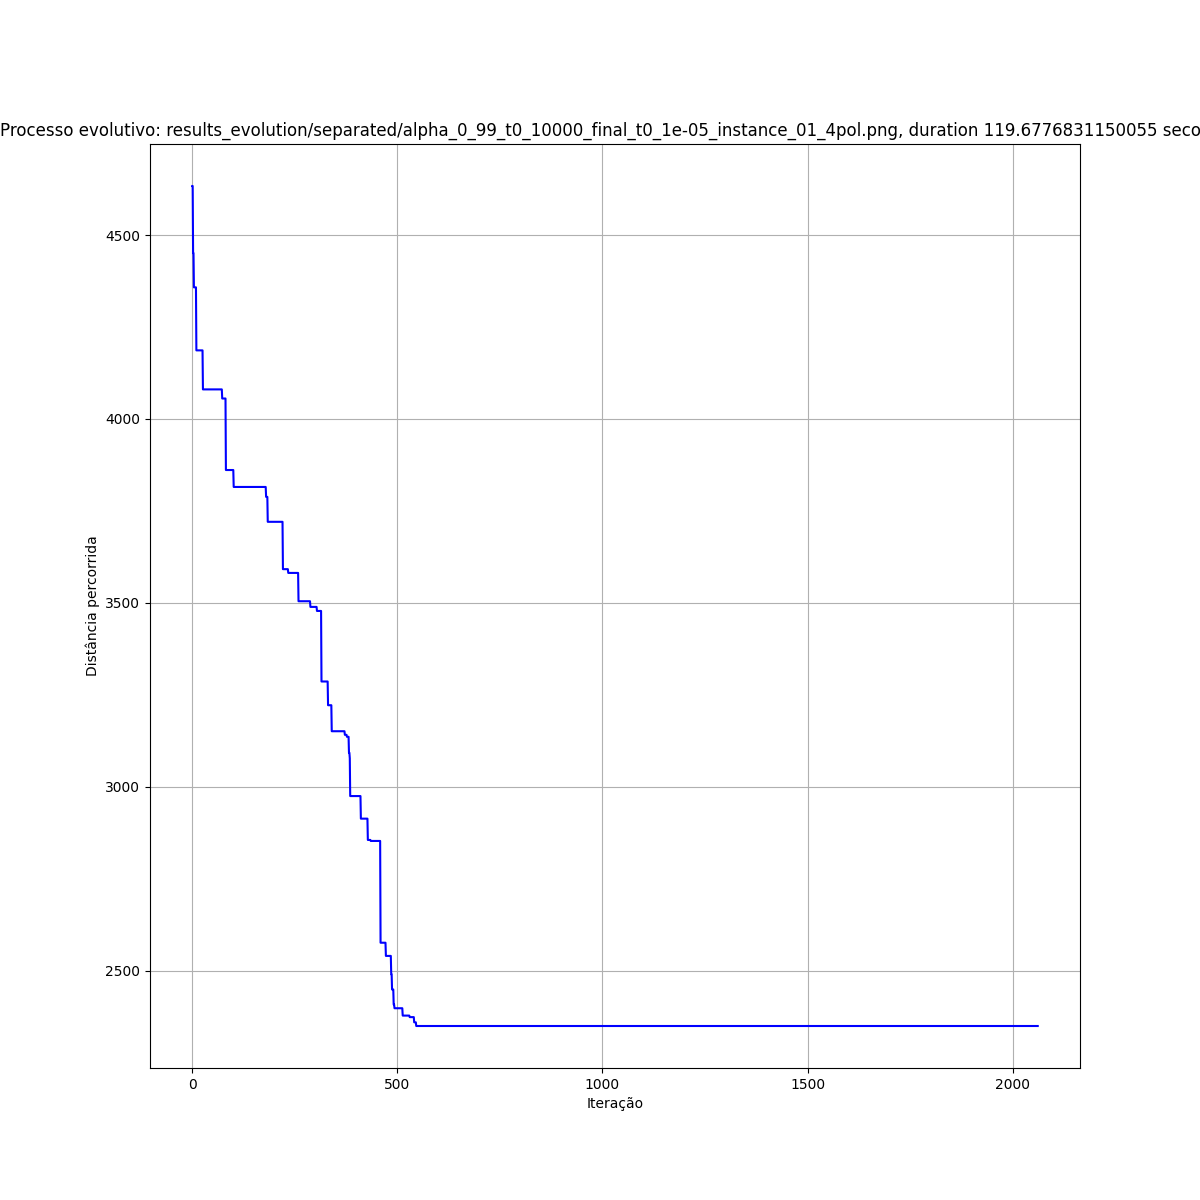 Processo evolutivo: results_evolution/separated/alpha_0_99_t0_10000_final_t0_1e-05_instance_01_4pol.png, duration 119.6776831150055 seco
4500
4000
3500
3000
2500
Distância percorrida
0 500 1000 1500 2000
Iteração